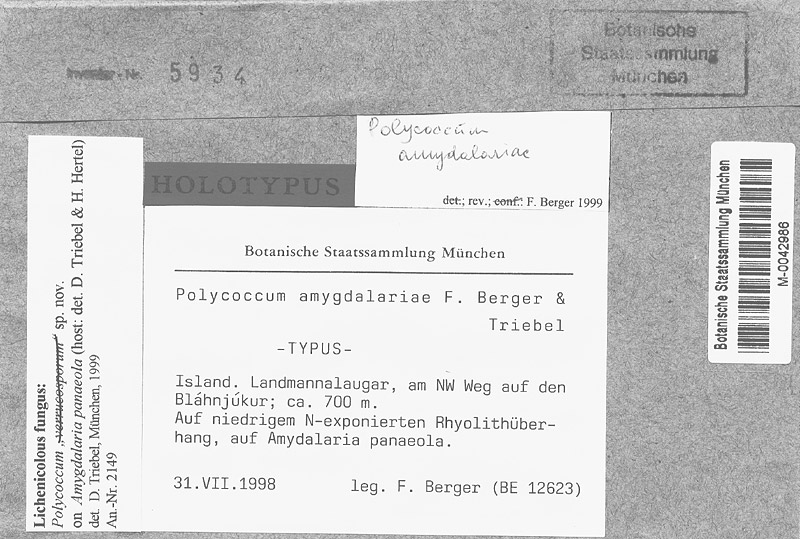 Inventar-Nr. 5934
Botanische
Staatssammlung
München
Polycoccum
amygdalariae
det.; rev.; conf.: F. Berger 1999
HOLOTYPUS
Botanische Staatssammlung München
Polycoccum amygdalariae F. Berger &
Triebel
-TYPUS-
Island. Landmannalaugar, am NW Weg auf den
Bláhnjúkur; ca. 700 m.
Auf niedrigem N-exponierten Rhyolithüber-
hang, auf Amydalaria panaeola.
31.VII.1998 leg. F. Berger (BE 12623)
Lichenicolous fungus:
Polycoccum „verrucosporum" sp. nov.
on Amygdalaria panaeola (host: det. D. Triebel & H. Hertel)
det. D. Triebel, München, 1999
An.-Nr. 2149
Botanische Staatssammlung München
M-0042986